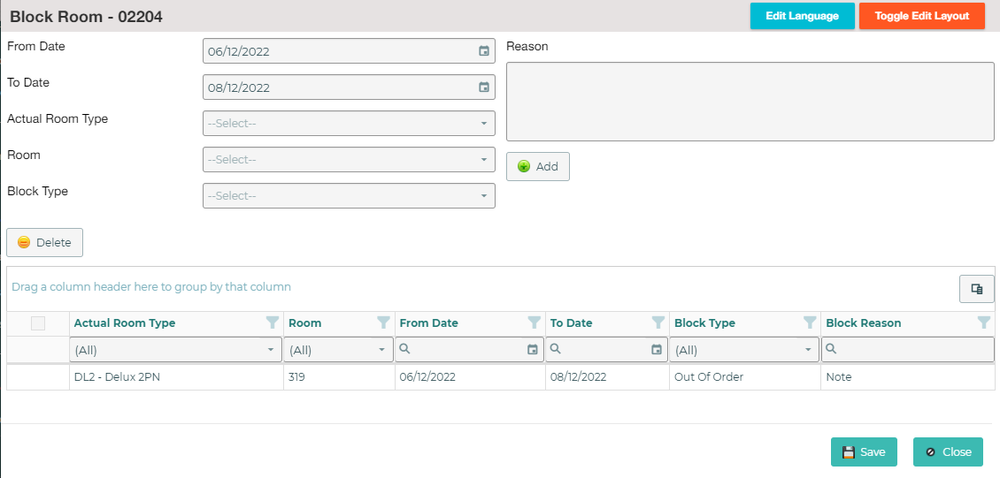 Block Room - 02204
Edit Language
Toggle Edit Layout
From Date
06/12/2022
To Date
08/12/2022
Actual Room Type
--Select--
Room
--Select--
Block Type
--Select--
Reason
Add
Delete
Drag a column header here to group by that column
Actual Room Type Room From Date To Date Block Type Block Reason
(All) (All) (All)
DL2 - Delux 2PN 319 06/12/2022 08/12/2022 Out Of Order Note
Save
Close